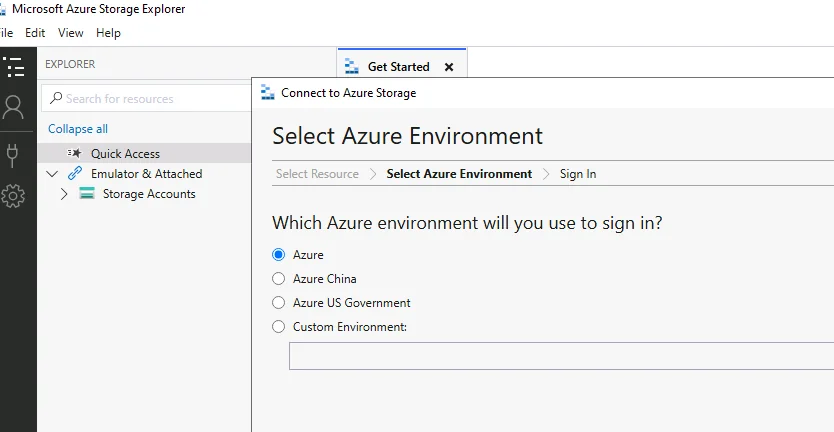 Microsoft Azure Storage Explorer
ile Edit View Help
EXPLORER
Get Started
Search for resources
Connect to Azure Storage
Collapse all
Select Azure Environment
Quick Access
Emulator & Attached
Select Resource > Select Azure Environment > Sign In
Storage Accounts
Which Azure environment will you use to sign in?
Azure
Azure China
Azure US Government
Custom Environment: